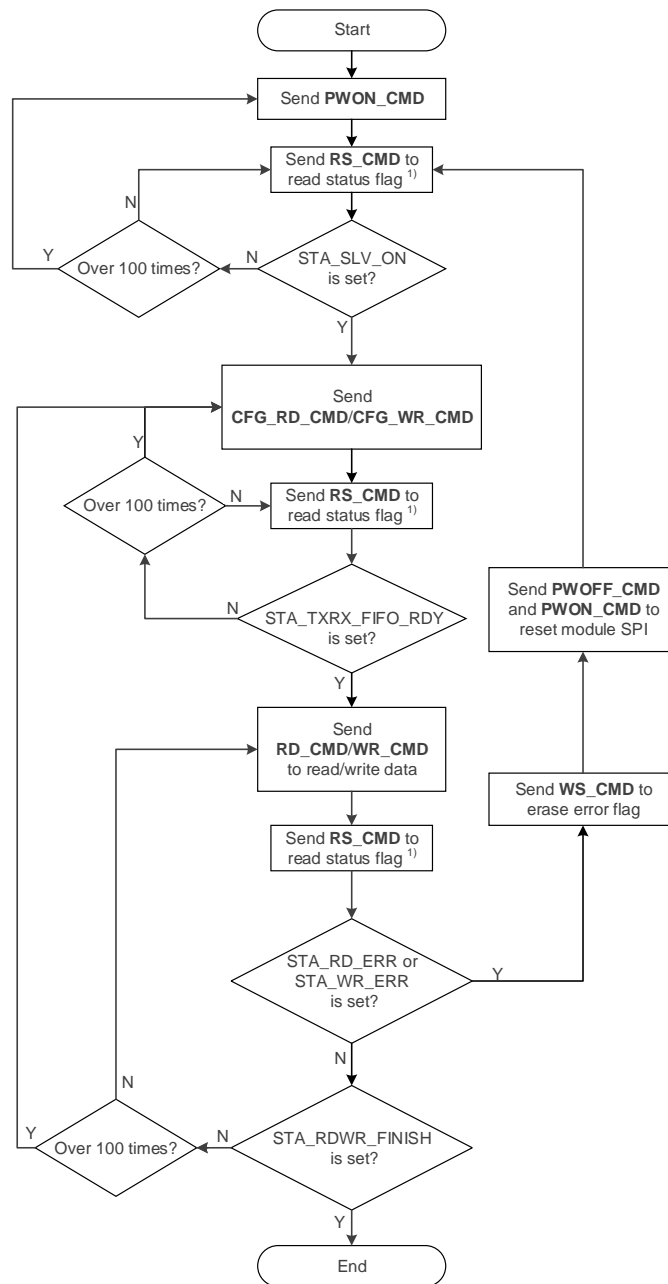 Start
Send PWON_CMD
Send RS_CMD to
read status flag 1)
N
Y
Over 100 times?
N
STA_SLV_ON
is set?
Y
Send
CFG_RD_CMD/CFG_WR_CMD
Y
Over 100 times?
N
Send RS_CMD to
read status flag 1)
N
STA_TXRX_FIFO_RDY
is set?
Send PWOFF_CMD
and PWON_CMD to
reset module SPI
Y
Send
RD_CMD/WR_CMD
to read/write data
Send WS_CMD to
erase error flag
Send RS_CMD to
read status flag 1)
STA_RD_ERR or
STA_WR_ERR
is set?
Y
N
N
Y
Over 100 times?
N
STA_RDWR_FINISH
is set?
Y
End